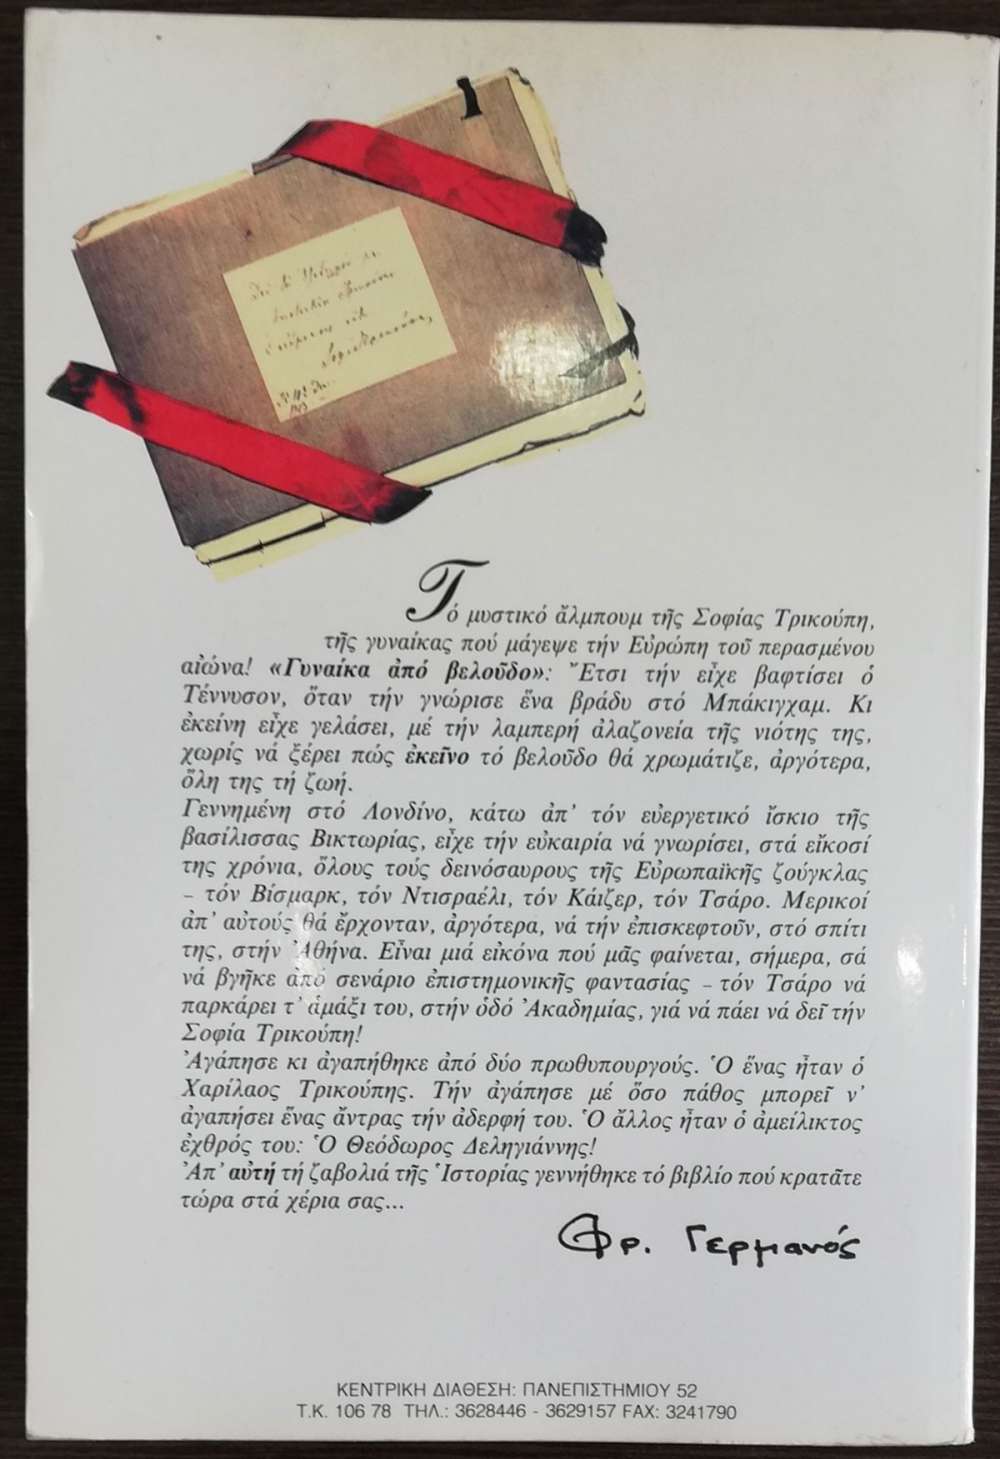 Τό μυστικό ἄλμπουμ τῆς Σοφίας Τρικούπη,
τῆς γυναίκας πού μάγεψε τήν Εὐρώπη τοῦ περασμένου
αἰώνα! «Γυναίκα ἀπό βελοῦδο»: Ἔτσι τήν εἶχε βαφτίσει ὁ
Τέννυσον, ὅταν τήν γνώρισε ἕνα βράδυ στό Μπάκιγχαμ. Κι
ἐκείνη εἶχε γελάσει, μέ τήν λαμπερή ἀλαζονεία τῆς νιότης της,
χωρίς νά ξέρει πώς ἐκεῖνο τό βελοῦδο θά χρωμάτιζε, ἀργότερα,
ὅλη της τή ζωή.
Γεννημένη στό Λονδίνο, κάτω ἀπ' τόν εὐεργετικό ἴσκιο τῆς
βασίλισσας Βικτωρίας, εἶχε τήν εὐκαιρία νά γνωρίσει, στά εἴκοσί
της χρόνια, ὅλους τούς δεινόσαυρους τῆς Εὐρωπαϊκῆς ζούγκλας
– τόν Βίσμαρκ, τόν Ντισραέλι, τόν Κάιζερ, τόν Τσάρο. Μερικοί
ἀπ' αὐτούς θά ἔρχονταν, ἀργότερα, νά τήν ἐπισκεφτοῦν, στό σπίτι
της, στήν Ἀθήνα. Εἶναι μιά εἰκόνα πού μᾶς φαίνεται, σήμερα, σά
νά βγῆκε ἀπό σενάριο ἐπιστημονικῆς φαντασίας – τόν Τσάρο νά
παρκάρει τ' ἁμάξι του, στήν ὁδό Ἀκαδημίας, γιά νά πάει νά δεῖ τήν
Σοφία Τρικούπη!
Ἀγάπησε κι ἀγαπήθηκε ἀπό δύο πρωθυπουργούς. Ὁ ἕνας ἦταν ὁ
Χαρίλαος Τρικούπης. Τήν ἀγάπησε μέ ὅσο πάθος μπορεῖ ν'
ἀγαπήσει ἕνας ἄντρας τήν ἀδερφή του. Ὁ ἄλλος ἦταν ὁ ἀμείλικτος
ἐχθρός του: Ὁ Θεόδωρος Δεληγιάννης!
Ἀπ' αὐτή τή ζαβολιά τῆς Ἱστορίας γεννήθηκε τό βιβλίο πού κρατᾶτε
τώρα στά χέρια σας...
Φρ. Γερμανός
ΚΕΝΤΡΙΚΗ ΔΙΑΘΕΣΗ: ΠΑΝΕΠΙΣΤΗΜΙΟΥ 52
Τ.Κ. 106 78 ΤΗΛ.: 3628446 - 3629157 FAX: 3241790